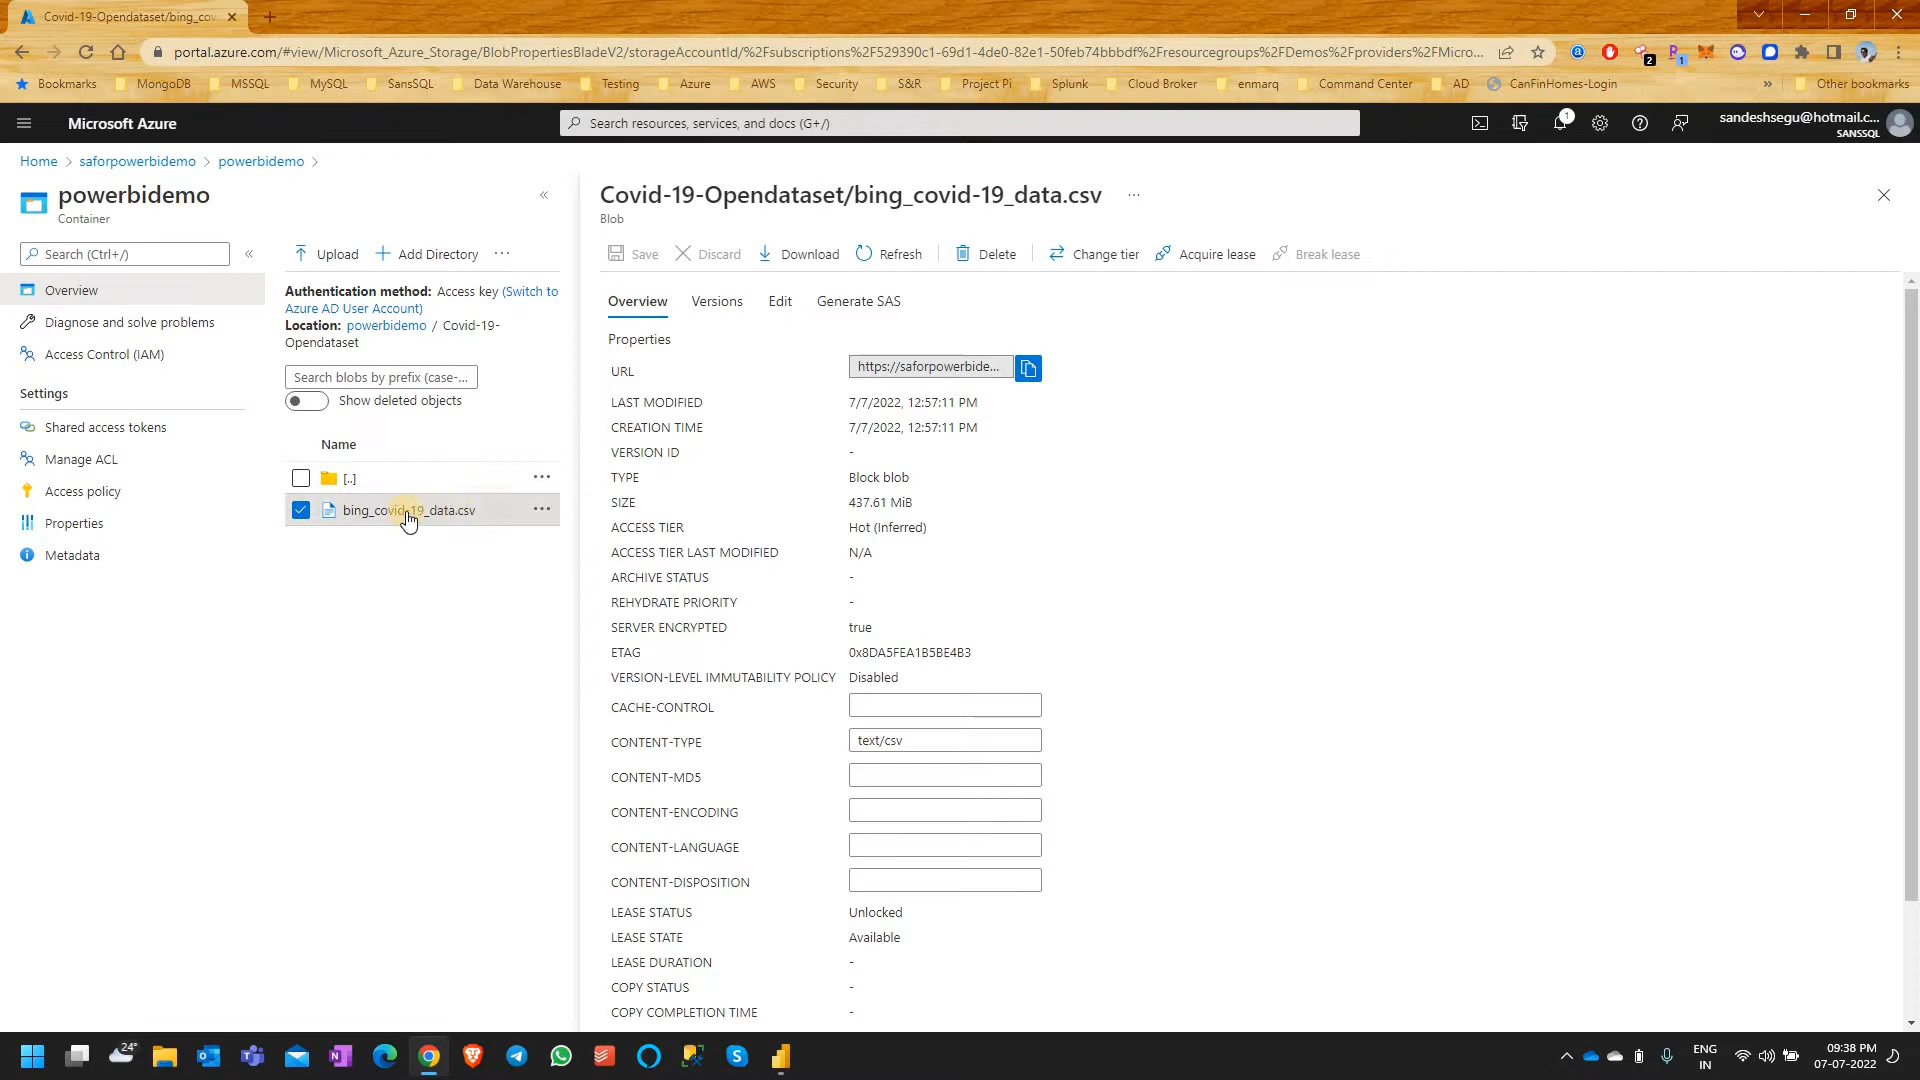 Covid-19-Opendataset/bing_cov
portal.azure.com/#view/Microsoft_Azure_Storage/BlobPropertiesBladeV2/storageAccountId/%2Fsubscriptions%2F529390c1-69d1-4de0-82e1-50feb74bbbdf%2Fresourcegroups%2FDemos%2Fproviders%2FMicro...
2
1
Bookmarks MongoDB MSSQL MySQL SansSQL Data Warehouse Testing Azure AWS Security S&R Project Pi Splunk Cloud Broker enmarq Command Center AD CanFinHomes-Login » Other bookmarks
Microsoft Azure
Search resources, services, and docs (G+/)
1
sandeshsegu@hotmail.c...
SANSSQL
Home > saforpowerbidemo > powerbidemo >
powerbidemo
Container
Search (Ctrl+/)
Overview
Diagnose and solve problems
Access Control (IAM)
Settings
Shared access tokens
Manage ACL
Access policy
Properties
Metadata
Upload Add Directory ...
Authentication method: Access key (Switch to
Azure AD User Account)
Location: powerbidemo / Covid-19-
Opendataset
Search blobs by prefix (case-...
Show deleted objects
Name
[..] ...
bing_covid-19_data.csv ...
Covid-19-Opendataset/bing_covid-19_data.csv ...
Blob
Save Discard Download Refresh Delete Change tier Acquire lease Break lease
Overview Versions Edit Generate SAS
Properties
URL https://saforpowerbide...
LAST MODIFIED 7/7/2022, 12:57:11 PM
CREATION TIME 7/7/2022, 12:57:11 PM
VERSION ID -
TYPE Block blob
SIZE 437.61 MiB
ACCESS TIER Hot (Inferred)
ACCESS TIER LAST MODIFIED N/A
ARCHIVE STATUS -
REHYDRATE PRIORITY -
SERVER ENCRYPTED true
ETAG 0x8DA5FEA1B5BE4B3
VERSION-LEVEL IMMUTABILITY POLICY Disabled
CACHE-CONTROL
CONTENT-TYPE text/csv
CONTENT-MD5
CONTENT-ENCODING
CONTENT-LANGUAGE
CONTENT-DISPOSITION
LEASE STATUS Unlocked
LEASE STATE Available
LEASE DURATION -
COPY STATUS -
COPY COMPLETION TIME -
24°
ENG
IN
09:38 PM
07-07-2022